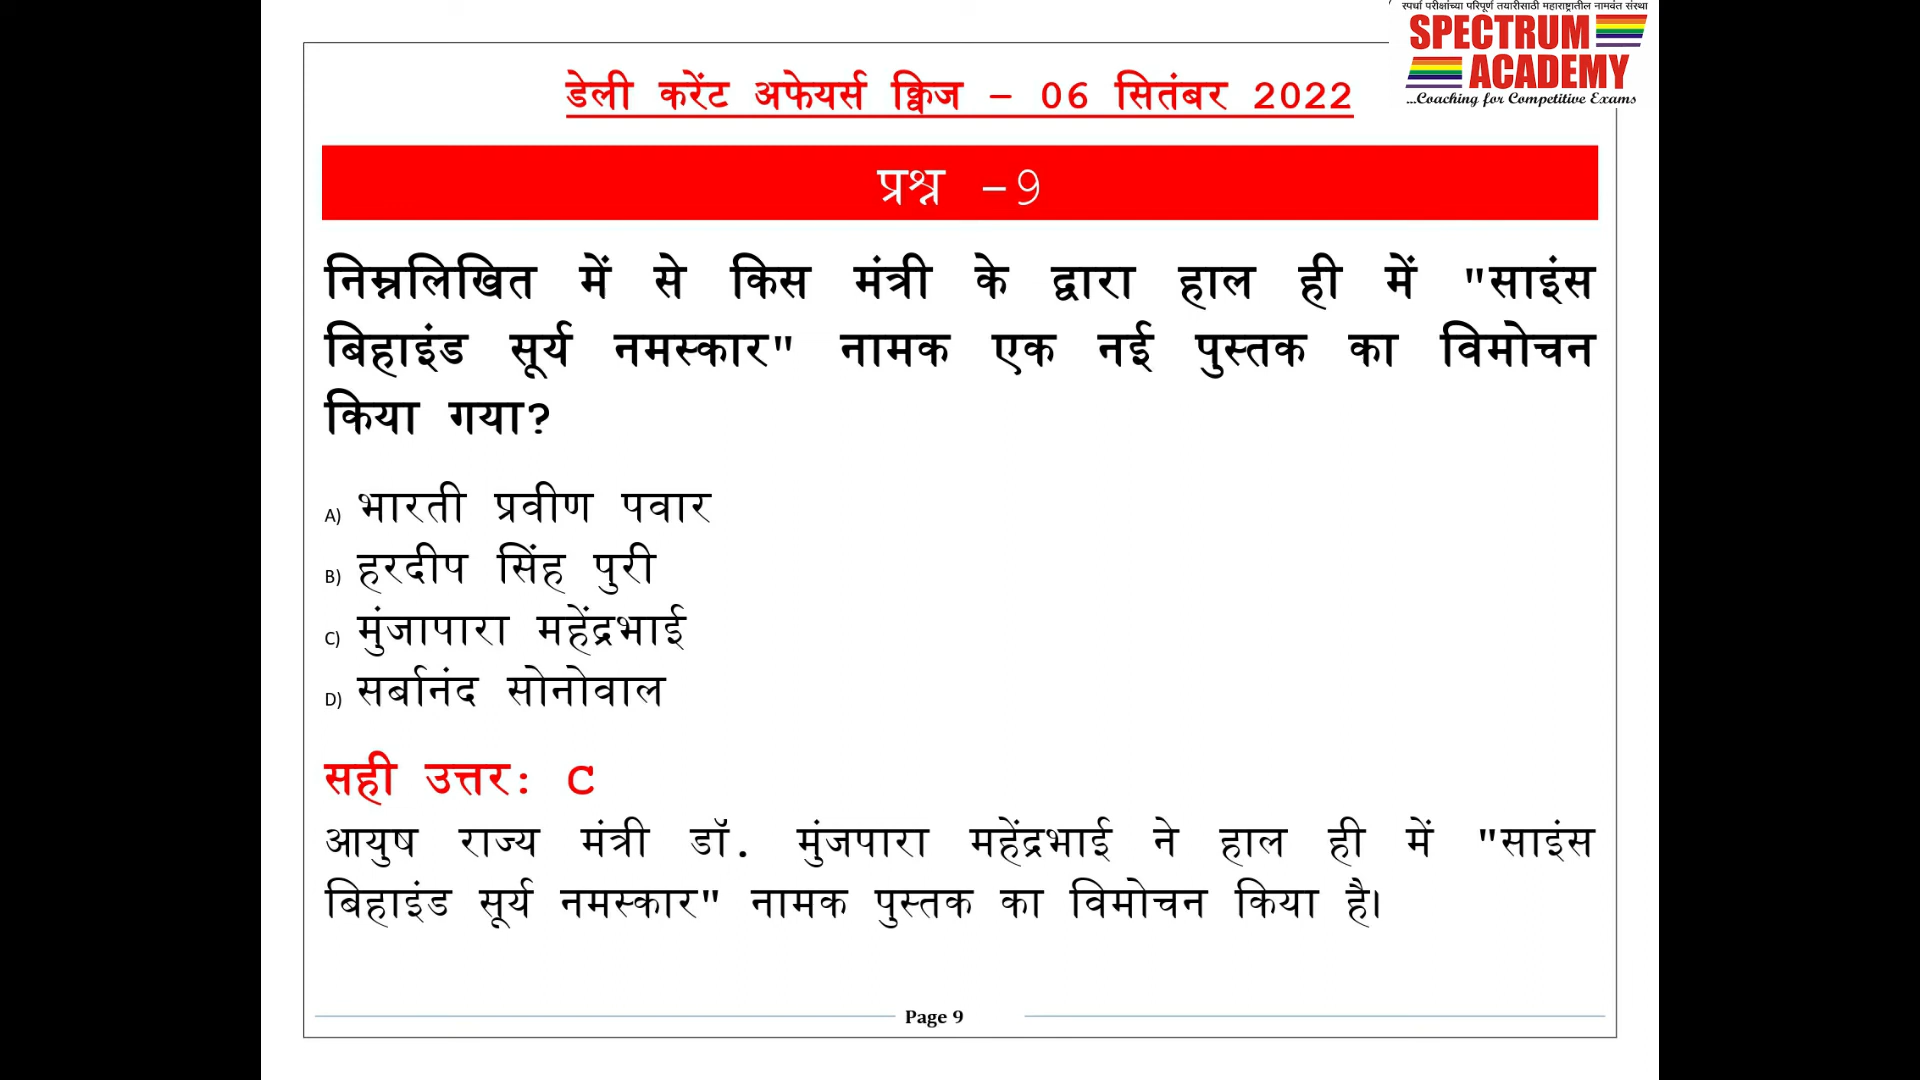 स्पर्धा परीक्षांच्या परिपूर्ण तयारीसाठी महाराष्ट्रातील नामवंत संस्था
SPECTRUM
ACADEMY
...Coaching for Competitive Exams
डेली करेंट अफेयर्स क्विज – 06 सितंबर 2022
प्रश्न -9
निम्नलिखित में से किस मंत्री के द्वारा हाल ही में "साइंस
बिहाइंड सूर्य नमस्कार" नामक एक नई पुस्तक का विमोचन
किया गया?
A) भारती प्रवीण पवार
B) हरदीप सिंह पुरी
C) मुंजापारा महेंद्रभाई
D) सर्बानंद सोनोवाल
सही उत्तर: C
आयुष राज्य मंत्री डॉ. मुंजपारा महेंद्रभाई ने हाल ही में "साइंस
बिहाइंड सूर्य नमस्कार" नामक पुस्तक का विमोचन किया है।
Page 9